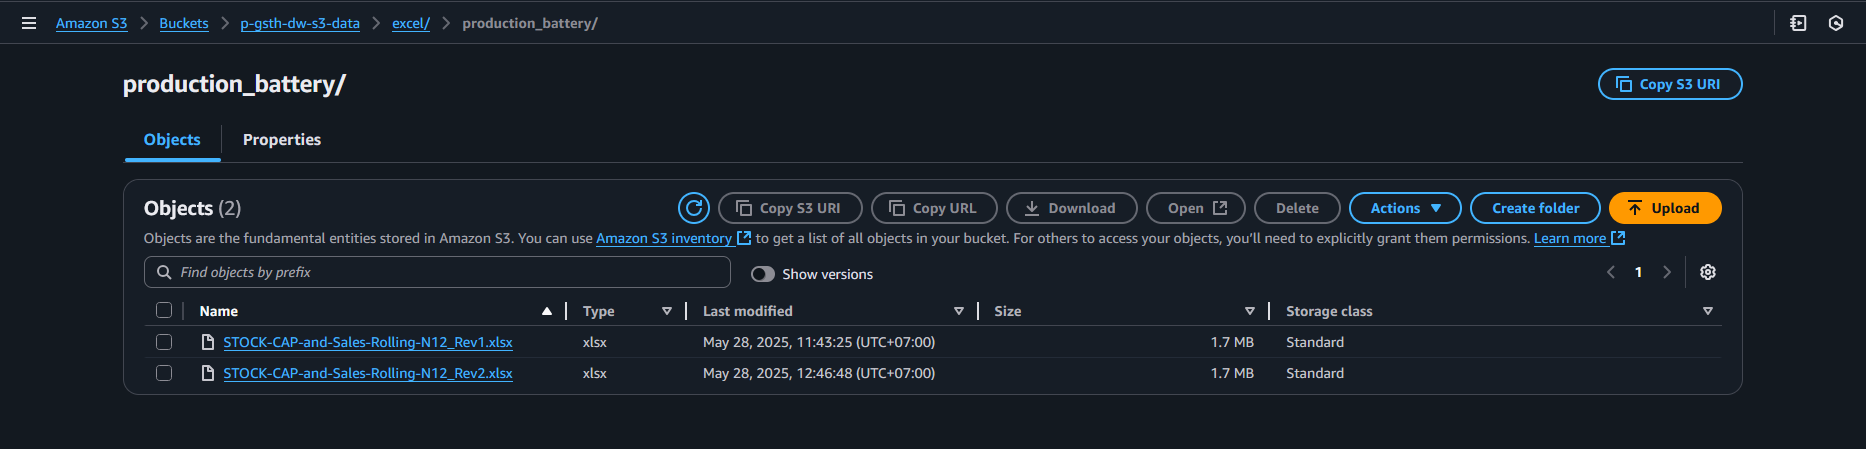 Amazon S3 > Buckets > p-gsth-dw-s3-data > excel/ > production_battery/
production_battery/
Copy S3 URI
Objects
Properties
Objects (2)
Copy S3 URI
Copy URL
Download
Open
Delete
Actions
Create folder
Upload
Objects are the fundamental entities stored in Amazon S3. You can use Amazon S3 inventory to get a list of all objects in your bucket. For others to access your objects, you'll need to explicitly grant them permissions. Learn more
Find objects by prefix
Show versions
1
Name Type Last modified Size Storage class
STOCK-CAP-and-Sales-Rolling-N12_Rev1.xlsx xlsx May 28, 2025, 11:43:25 (UTC+07:00) 1.7 MB Standard
STOCK-CAP-and-Sales-Rolling-N12_Rev2.xlsx xlsx May 28, 2025, 12:46:48 (UTC+07:00) 1.7 MB Standard